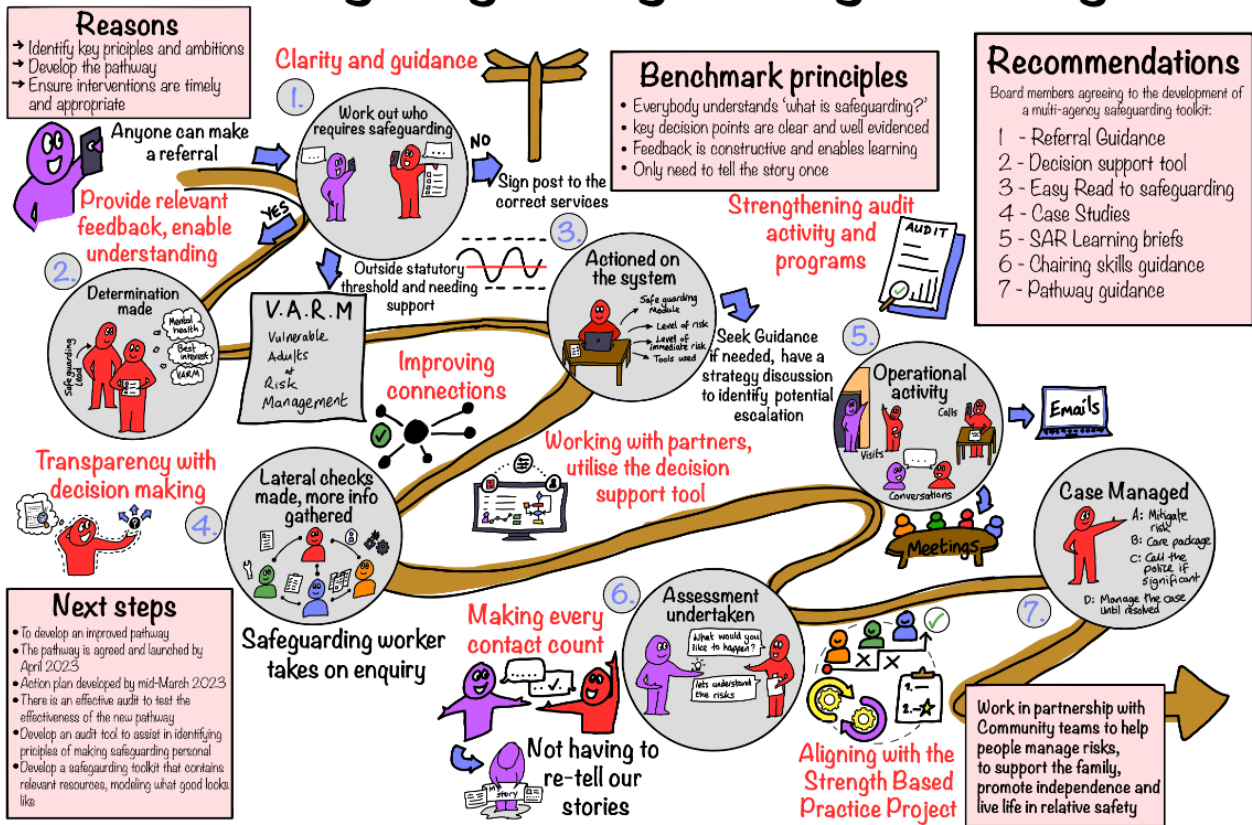 Reasons
→ Identify key priciples and ambitions
→ Develop the pathway
→ Ensure interventions are timely
and appropriate
Anyone can make
a referral
Clarity and guidance
1.
Work out who
requires safeguarding
NO
Sign post to the
correct services
YES
Outside statutory
threshold and needing
support
Benchmark principles
• Everybody understands 'what is safeguarding?'
• key decision points are clear and well evidenced
• Feedback is constructive and enables learning
• Only need to tell the story once
Recommendations
Board members agreeing to the development of
a multi-agency safeguarding toolkit:
1 - Referral Guidance
2 - Decision support tool
3 - Easy Read to safeguarding
4 - Case Studies
5 - SAR Learning briefs
6 - Chairing skills guidance
7 - Pathway guidance
Provide relevant
feedback, enable
understanding
2.
Determination
made
Safeguarding
Lead
Mental
health
Best
interest
VARM
V.A.R.M
Vulnerable
Adults
at
Risk
Management
3.
Actioned on
the system
Safe guarding
Module
Level of risk
Level of
immediate risk
Tools used
Strengthening audit
activity and
programs
AUDIT
Seek Guidance
if needed, have a
strategy discussion
to identify potential
escalation
Improving
connections
Transparency with
decision making
4.
Lateral checks
made, more info
gathered
Safeguarding worker
takes on enquiry
Working with partners,
utilise the decision
support tool
5.
Operational
activity
Calls
Visits
Conversations
Emails
Meetings
Making every
contact count
Not having to
re-tell our
stories
My
story
6.
Assessment
undertaken
What would you
like to happen?
lets understand
the risks
1.
2.
Aligning with the
Strength Based
Practice Project
7.
Case Managed
A: Mitigate
risk
B: Care package
C: Call the
police if
significant
D: Manage the case
until resolved
Work in partnership with
Community teams to help
people manage risks,
to support the family,
promote independence and
live life in relative safety
Next steps
• To develop an improved pathway
• The pathway is agreed and launched by
April 2023
• Action plan developed by mid-March 2023
• There is an effective audit to test the
effectiveness of the new pathway
• Develop an audit tool to assist in identifying
priciples of making safeguarding personal
• Develop a safegaurding toolkit that contains
relevant resources, modeling what good looks
like